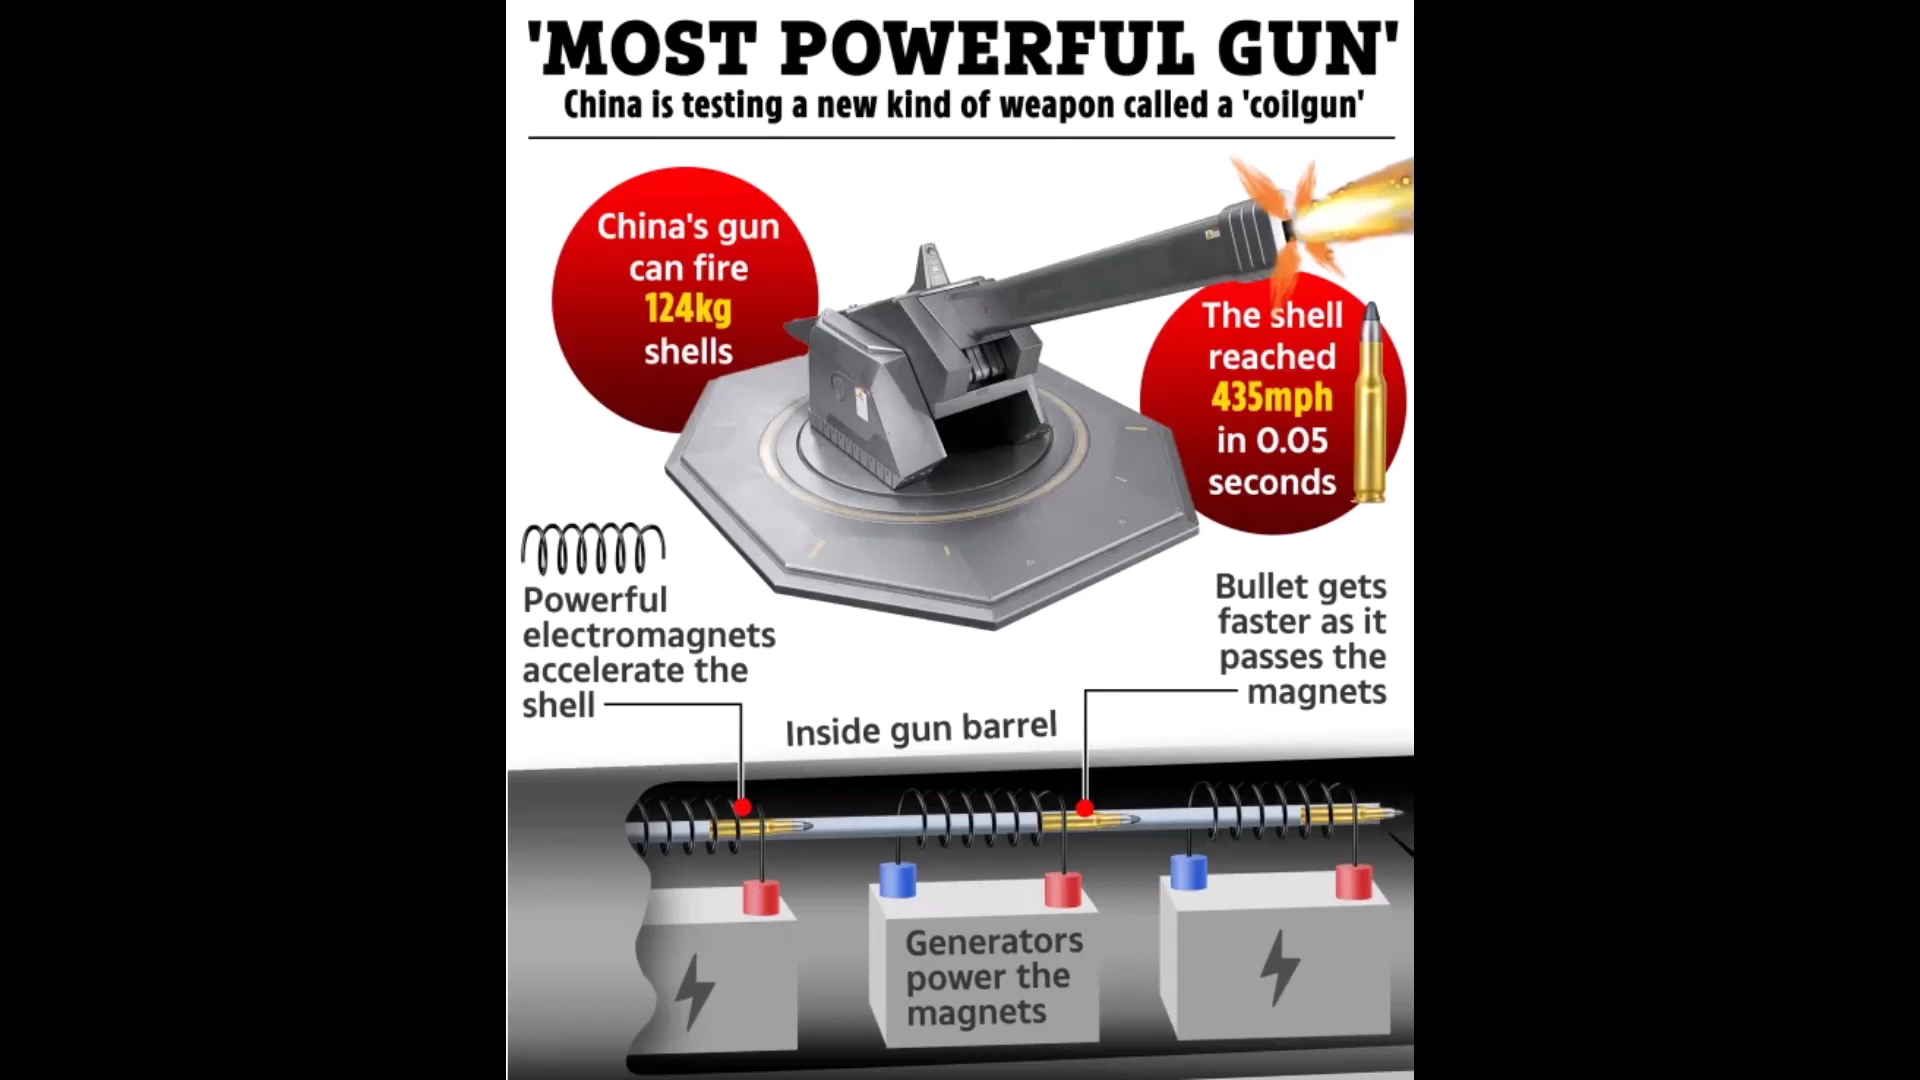 'MOST POWERFUL GUN'
China is testing a new kind of weapon called a 'coilgun'
China's gun
can fire
124kg
shells
The shell
reached
435mph
in 0.05
seconds
Powerful
electromagnets
accelerate the
shell
Bullet gets
faster as it
passes the
magnets
Inside gun barrel
Generators
power the
magnets